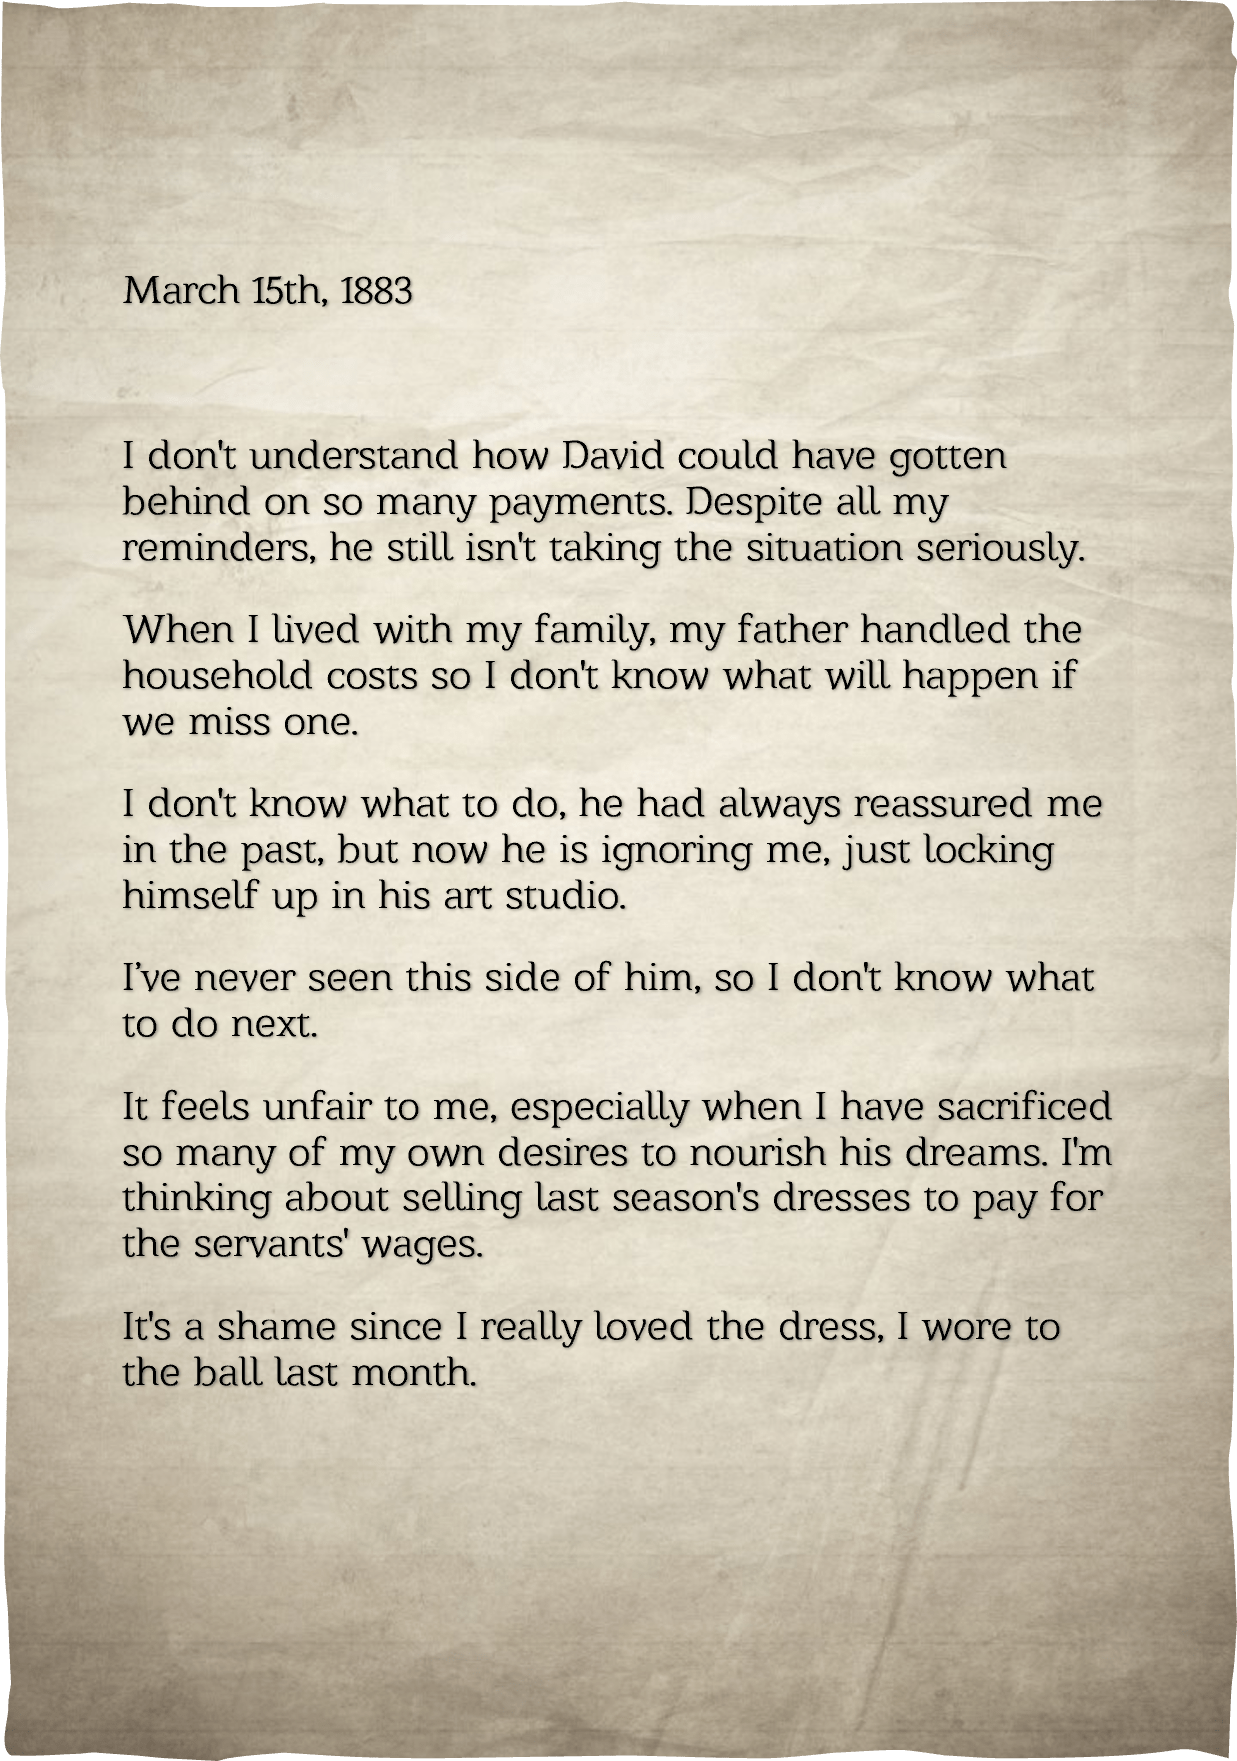 March 15th, 1883
I don't understand how David could have gotten
behind on so many payments. Despite all my
reminders, he still isn't taking the situation seriously.
When I lived with my family, my father handled the
household costs so I don't know what will happen if
we miss one.
I don't know what to do, he had always reassured me
in the past, but now he is ignoring me, just locking
himself up in his art studio.
I’ve never seen this side of him, so I don't know what
to do next.
It feels unfair to me, especially when I have sacrificed
so many of my own desires to nourish his dreams. I'm
thinking about selling last season's dresses to pay for
the servants' wages.
It's a shame since I really loved the dress, I wore to
the ball last month.